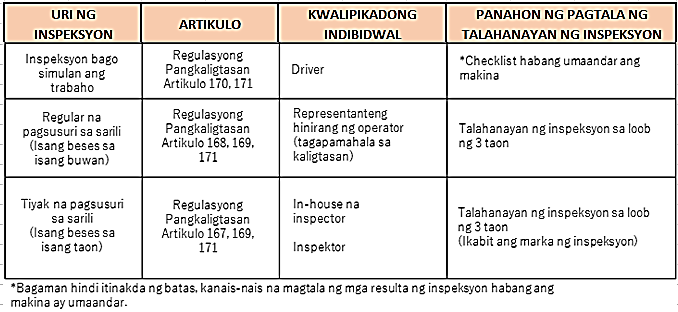 URI NG
INSPEKSYON
ARTIKULO
KWALIPIKADONG
INDIBIDWAL
PANAHON NG PAGTALA NG
TALAHANAYAN NG INSPEKSYON
Inspeksyon bago
simulan ang
trabaho
Regulasyong
Pangkaligtasan
Artikulo 170, 171
Driver
*Checklist habang umaandar ang
makina
Regular na
pagsusuri sa sarili
(Isang beses sa
isang buwan)
Regulasyong
Pangkaligtasan
Artikulo 168, 169,
171
Representanteng
hinirang ng operator
(tagapamahala sa
kaligtasan)
Talahanayan ng inspeksyon sa loob
ng 3 taon
Tiyak na pagsusuri
sa sarili
(Isang beses sa
isang taon)
Regulasyong
Pangkaligtasan
Artikulo 167, 169,
171
In-house na
inspector
Inspektor
Talahanayan ng inspeksyon sa loob
ng 3 taon
(Ikabit ang marka ng inspeksyon)
*Bagaman hindi itinakda ng batas, kanais-nais na magtala ng mga resulta ng inspeksyon habang ang
makina ay umaandar.